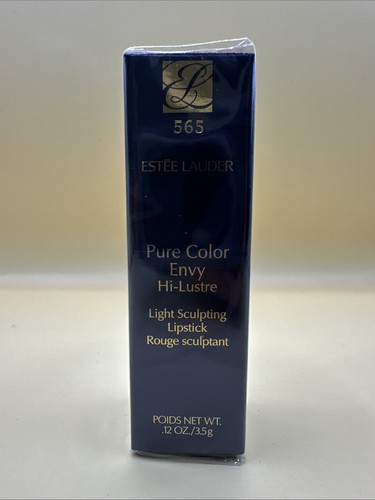 EL
565
ESTĒE LAUDER
Pure Color
Envy
Hi-Lustre
Light Sculpting
Lipstick
Rouge sculptant
POIDS NET WT.
.12 OZ./3.5g